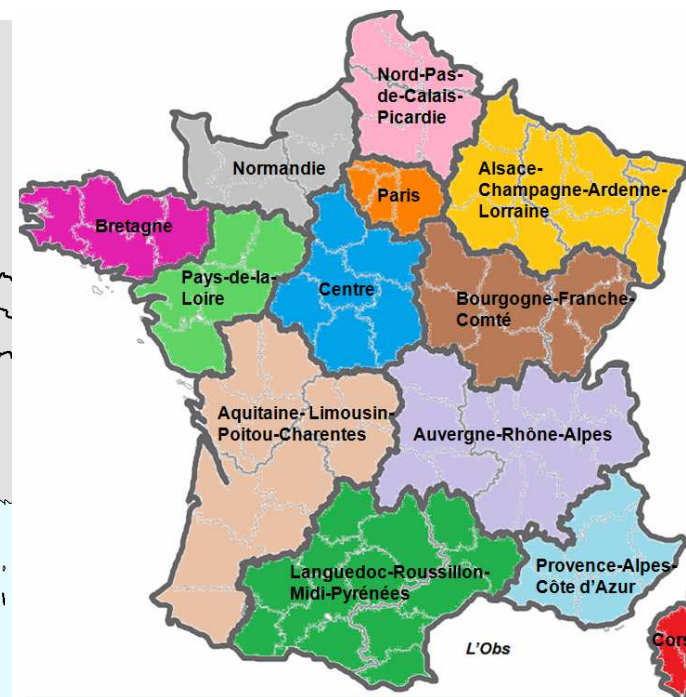 Nord-Pas-
de-Calais-
Picardie
Normandie
Paris
Alsace-
Champagne-Ardenne-
Lorraine
Bretagne
Pays-de-la-
Loire
Centre
Bourgogne-Franche-
Comté
Aquitaine- Limousin-
Poitou-Charentes
Auvergne-Rhône-Alpes
Languedoc-Roussillon-
Midi-Pyrénées
Provence-Alpes-
Côte d'Azur
L'Obs
Cors